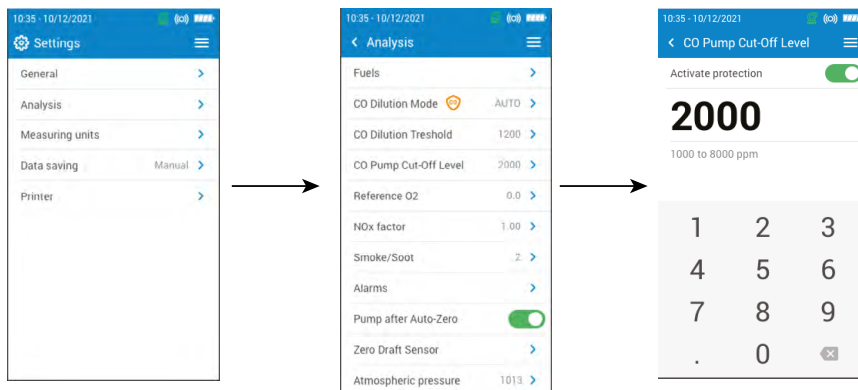 10:35 - 10/12/2021
Settings
General
Analysis
Measuring units
Data saving Manual
Printer
10:35 - 10/12/2021
Analysis
Fuels
CO Dilution Mode CO AUTO
CO Dilution Treshold 1200
CO Pump Cut-Off Level 2000
Reference O2 0.0
NOx factor 1.00
Smoke/Soot 2
Alarms
Pump after Auto-Zero
Zero Draft Sensor
Atmospheric pressure 1013
10:35 - 10/12/2021
CO Pump Cut-Off Level
Activate protection
2000
1000 to 8000 ppm
1 2 3
4 5 6
7 8 9
. 0